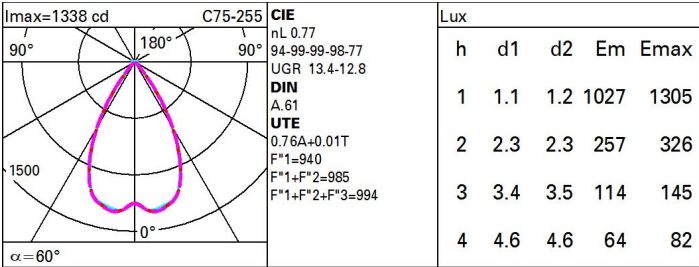 Imax=1338 cd C75-255
90° 180° 90°
1500
0°
α=60°
CIE
nL 0.77
94-99-99-98-77
UGR 13.4-12.8
DIN
A.61
UTE
0.76A+0.01T
F"1=940
F"1+F"2=985
F"1+F"2+F"3=994
Lux
h d1 d2 Em Emax
1 1.1 1.2 1027 1305
2 2.3 2.3 257 326
3 3.4 3.5 114 145
4 4.6 4.6 64 82